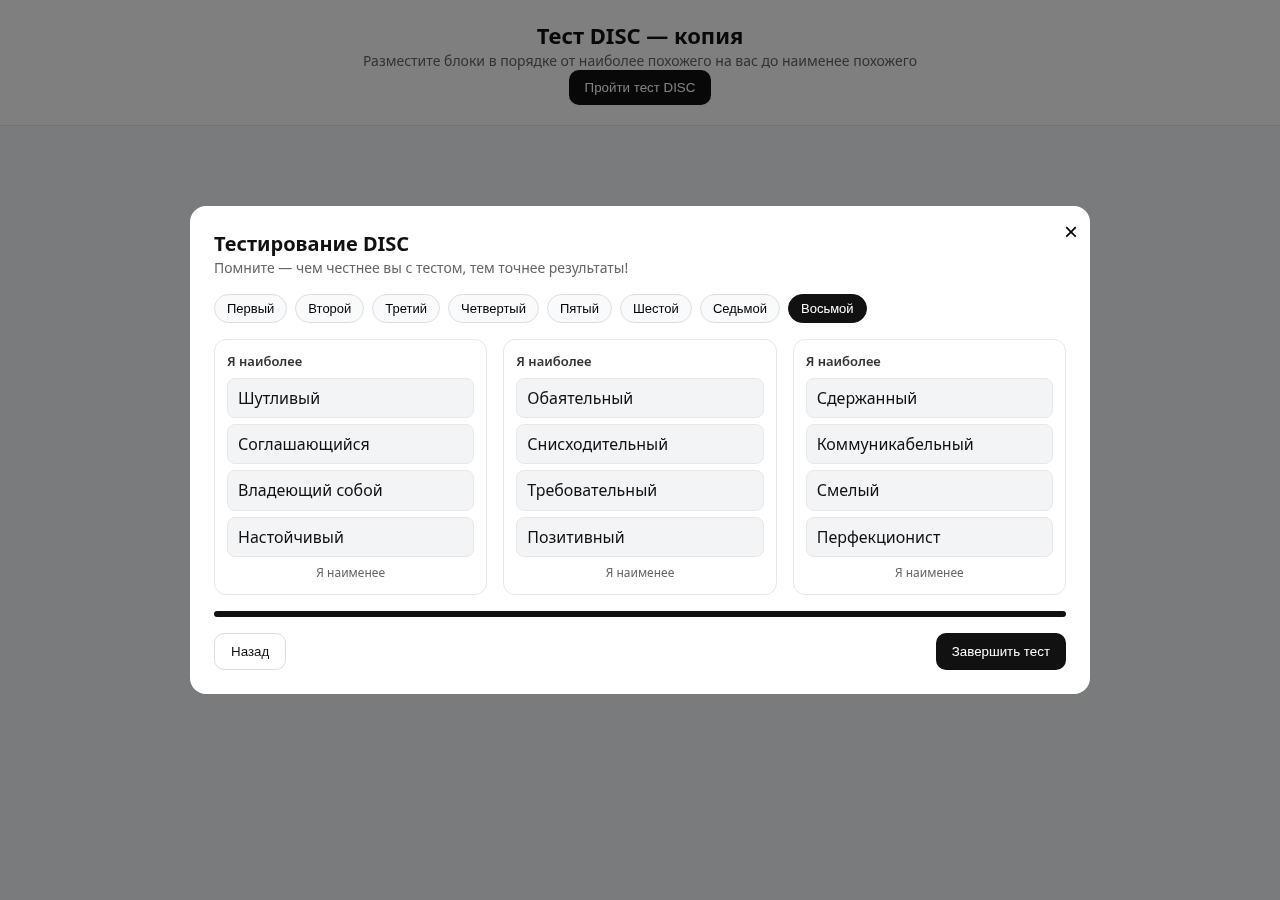 Тест DISC — копия
Разместите блоки в порядке от наиболее похожего на вас до наименее похожего
Пройти тест DISC
✕
Тестирование DISC
Помните — чем честнее вы с тестом, тем точнее результаты!
Первый Второй Третий Четвертый Пятый Шестой Седьмой Восьмой
Я наиболее
Шутливый
Соглашающийся
Владеющий собой
Настойчивый
Я наименее
Я наиболее
Обаятельный
Снисходительный
Требовательный
Позитивный
Я наименее
Я наиболее
Сдержанный
Коммуникабельный
Смелый
Перфекционист
Я наименее
Назад
Завершить тест